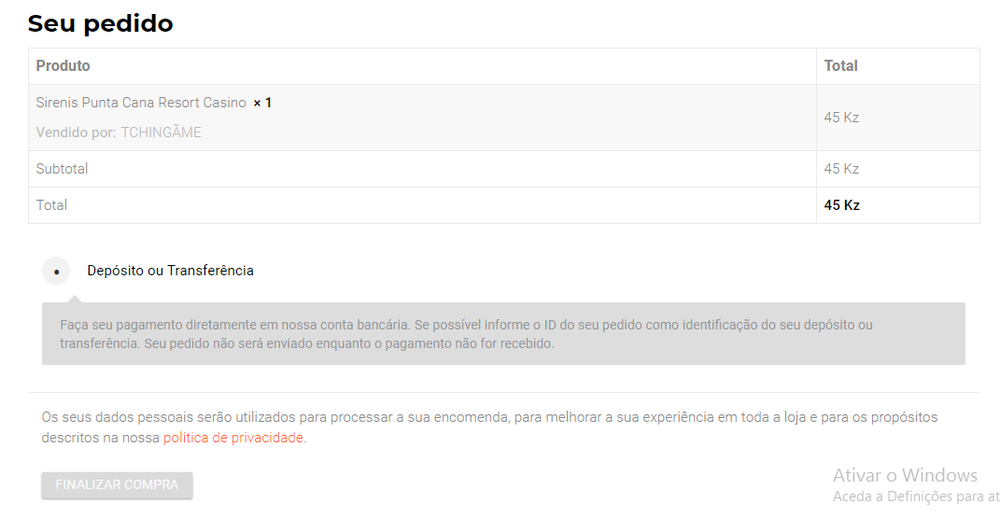 Seu pedido
Produto Total
Sirenis Punta Cana Resort Casino × 1
45 Kz
Vendido por: TCHINGÃME
Subtotal 45 Kz
Total 45 Kz
Depósito ou Transferência
Faça seu pagamento diretamente em nossa conta bancária. Se possível informe o ID do seu pedido como identificação do seu depósito ou
transferência. Seu pedido não será enviado enquanto o pagamento não for recebido.
Os seus dados pessoais serão utilizados para processar a sua encomenda, para melhorar a sua experiência em toda a loja e para os propósitos
descritos na nossa política de privacidade.
FINALIZAR COMPRA
Ativar o Windows
Aceda a Definições para at